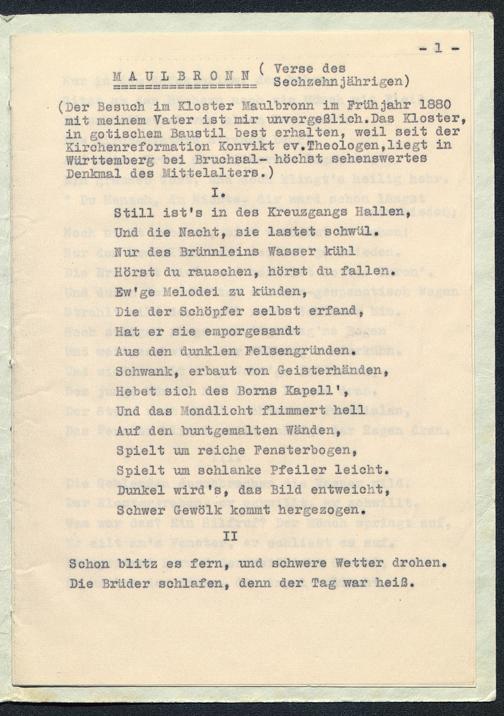 - 1 -
MAULBRONN ( Verse des
Sechzehnjährigen)
(Der Besuch im Kloster Maulbronn im Frühjahr 1880
mit meinem Vater ist mir unvergeßlich.Das Kloster,
in gotischem Baustil best erhalten, weil seit der
Kirchenreformation Konvikt ev.Theologen,liegt in
Württemberg bei Bruchsal- höchst sehenswertes
Denkmal des Mittelalters.)
I.
Still ist's in des Kreuzgangs Hallen,
Und die Nacht, sie lastet schwül.
Nur des Brünnleins Wasser kühl
Hörst du rauschen, hörst du fallen.
Ew'ge Melodei zu künden,
Die der Schöpfer selbst erfand,
Hat er sie emporgesandt
Aus den dunklen Felsengründen.
Schwank, erbaut von Geisterhänden,
Hebet sich des Borns Kapell',
Und das Mondlicht flimmert hell
Auf den buntgemalten Wänden,
Spielt um reiche Fensterbogen,
Spielt um schlanke Pfeiler leicht.
Dunkel wird's, das Bild entweicht,
Schwer Gewölk kommt hergezogen.
II
Schon blitz es fern, und schwere Wetter drohen.
Die Brüder schlafen, denn der Tag war heiß.